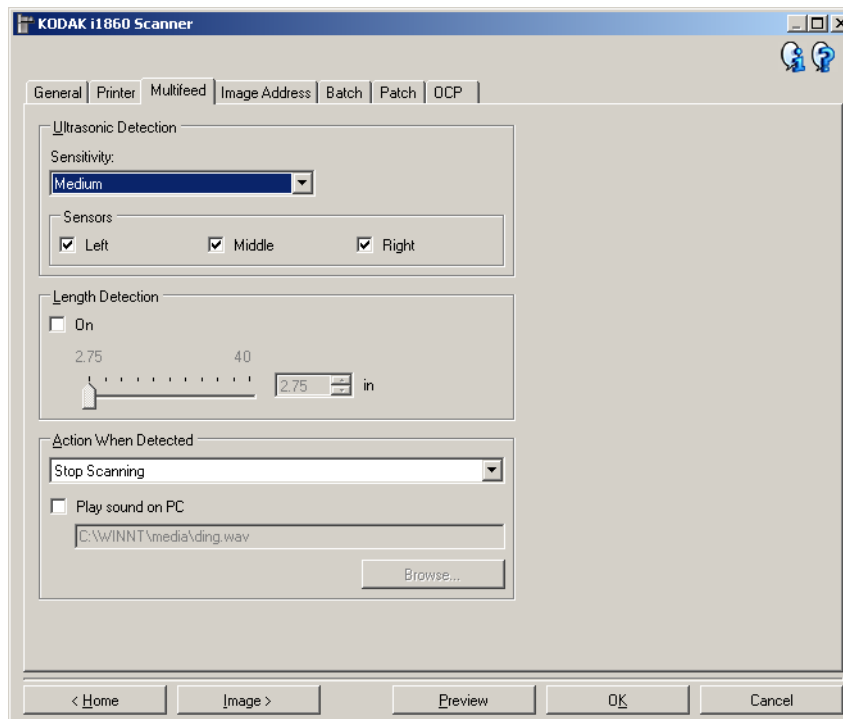 KODAK i1860 Scanner
General Printer Multifeed Image Address Batch Patch OCP
Ultrasonic Detection
Sensitivity:
Medium
Sensors
Left Middle Right
Length Detection
On
2.75 40
2.75 in
Action When Detected
Stop Scanning
Play sound on PC
C:\WINNT\media\ding.wav
Browse...
< Home Image > Preview OK Cancel